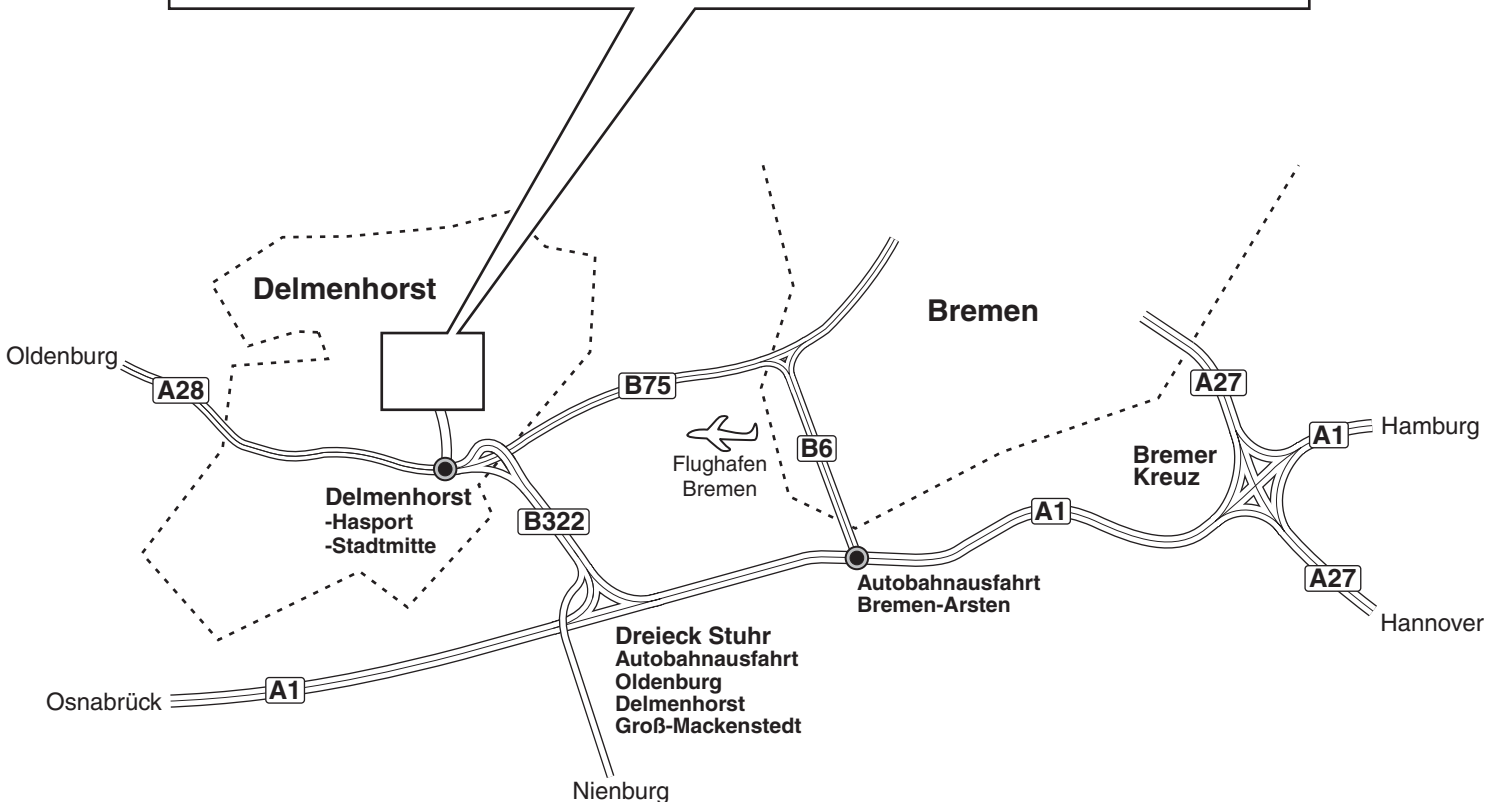 Delmenhorst
Bremen
Oldenburg
A28
B75
A27
A1
Hamburg
B6
Flughafen
Bremen
Bremer
Kreuz
Delmenhorst
-Hasport
-Stadtmitte
B322
A1
Autobahnausfahrt
Bremen-Arsten
A27
Hannover
Dreieck Stuhr
Autobahnausfahrt
Oldenburg
Delmenhorst
Groß-Mackenstedt
Osnabrück
A1
Nienburg